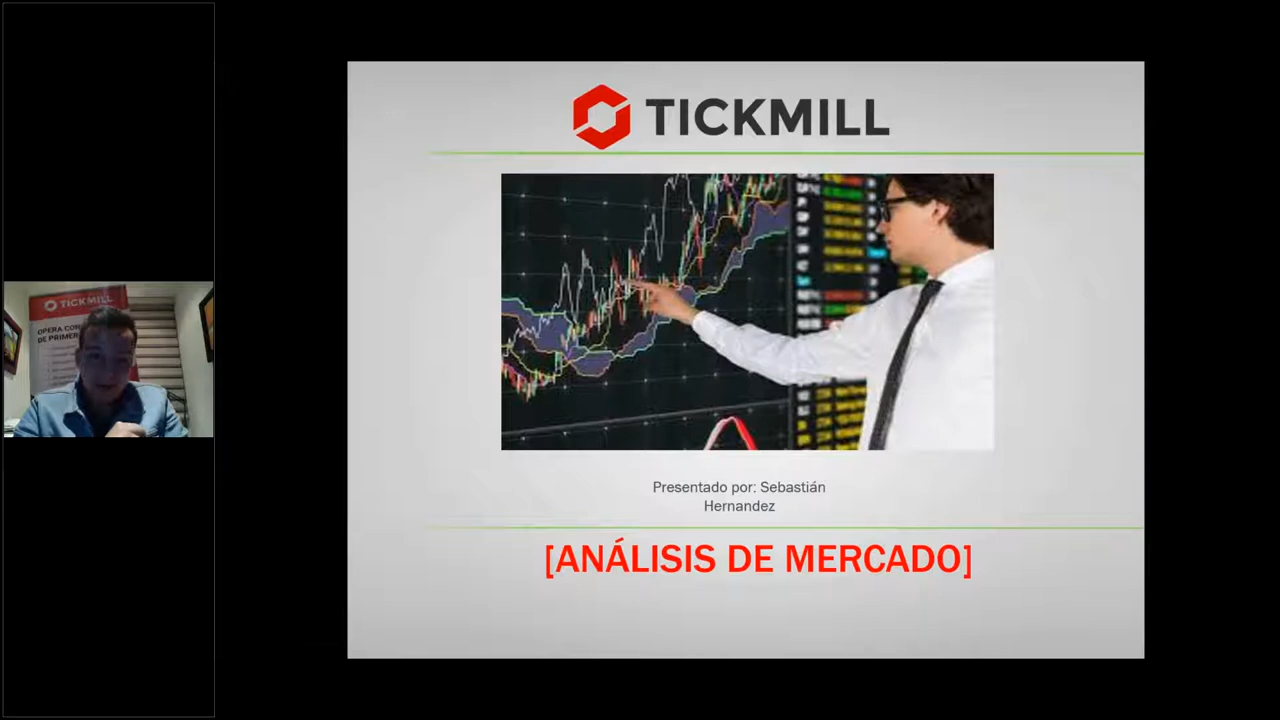 TICKMILL
TICKMILL
OPERA CON
DE PRIMER
Presentado por: Sebastián
Hernandez
[ANÁLISIS DE MERCADO]